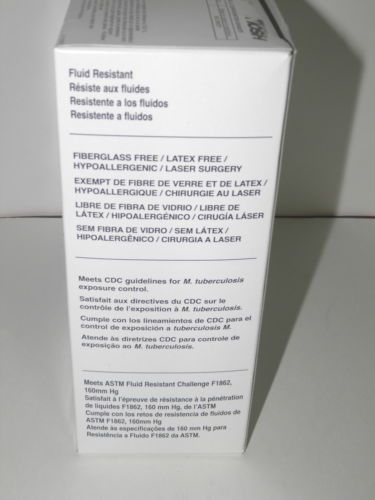 NIOSH
Fluid Resistant
Résiste aux fluides
Resistente a los fluidos
Resistente a fluidos
FIBERGLASS FREE / LATEX FREE /
HYPOALLERGENIC / LASER SURGERY
EXEMPT DE FIBRE DE VERRE ET DE LATEX /
HYPOALLERGIQUE / CHIRURGIE AU LASER
LIBRE DE FIBRA DE VIDRIO / LIBRE DE
LÁTEX / HIPOALERGÉNICO / CIRUGÍA LÁSER
SEM FIBRA DE VIDRO / SEM LÁTEX /
HIPOALERGÊNICO / CIRURGIA A LASER
Meets CDC guidelines for M. tuberculosis
exposure control.
Satisfait aux directives du CDC sur le
contrôle de l'exposition à M. tuberculosis.
Cumple con los lineamientos de CDC para el
control de exposición a tuberculosis M.
Atende às diretrizes CDC para controle de
exposição ao M. tuberculosis.
Meets ASTM Fluid Resistant Challenge F1862,
160mm Hg
Satisfait à l'épreuve de résistance à la pénétration
de liquides F1862, 160 mm Hg, de l'ASTM
Cumple con los retos de resistencia de fluidos de
ASTM F1862, 160mm Hg
Atende às especificações de 160 mm Hg para
Resistência a Fluido F1862 da ASTM.